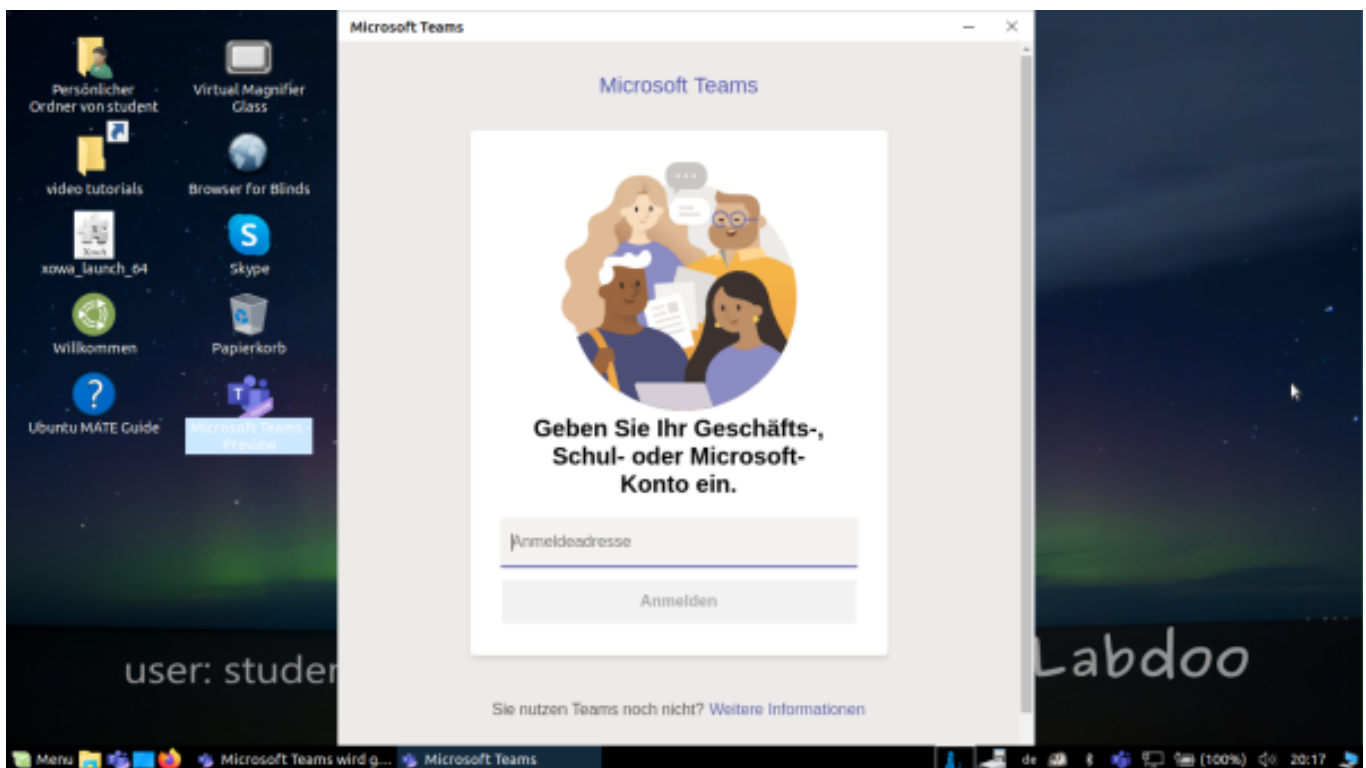 Persönlicher
Ordner von student
Virtual Magnifier
Glass
video tutorials
Browser for Blinds
Xowa
xowa_launch_64
S
Skype
Willkommen
Papierkorb
?
Ubuntu MATE Guide
T
Microsoft Teams -
Preview
Microsoft Teams
Microsoft Teams
Geben Sie Ihr Geschäfts-,
Schul- oder Microsoft-
Konto ein.
Anmeldeadresse
Anmelden
Sie nutzen Teams noch nicht? Weitere Informationen
user: studen
Labdoo
Menu
Microsoft Teams wird g...
Microsoft Teams
de
(100%)
20:17